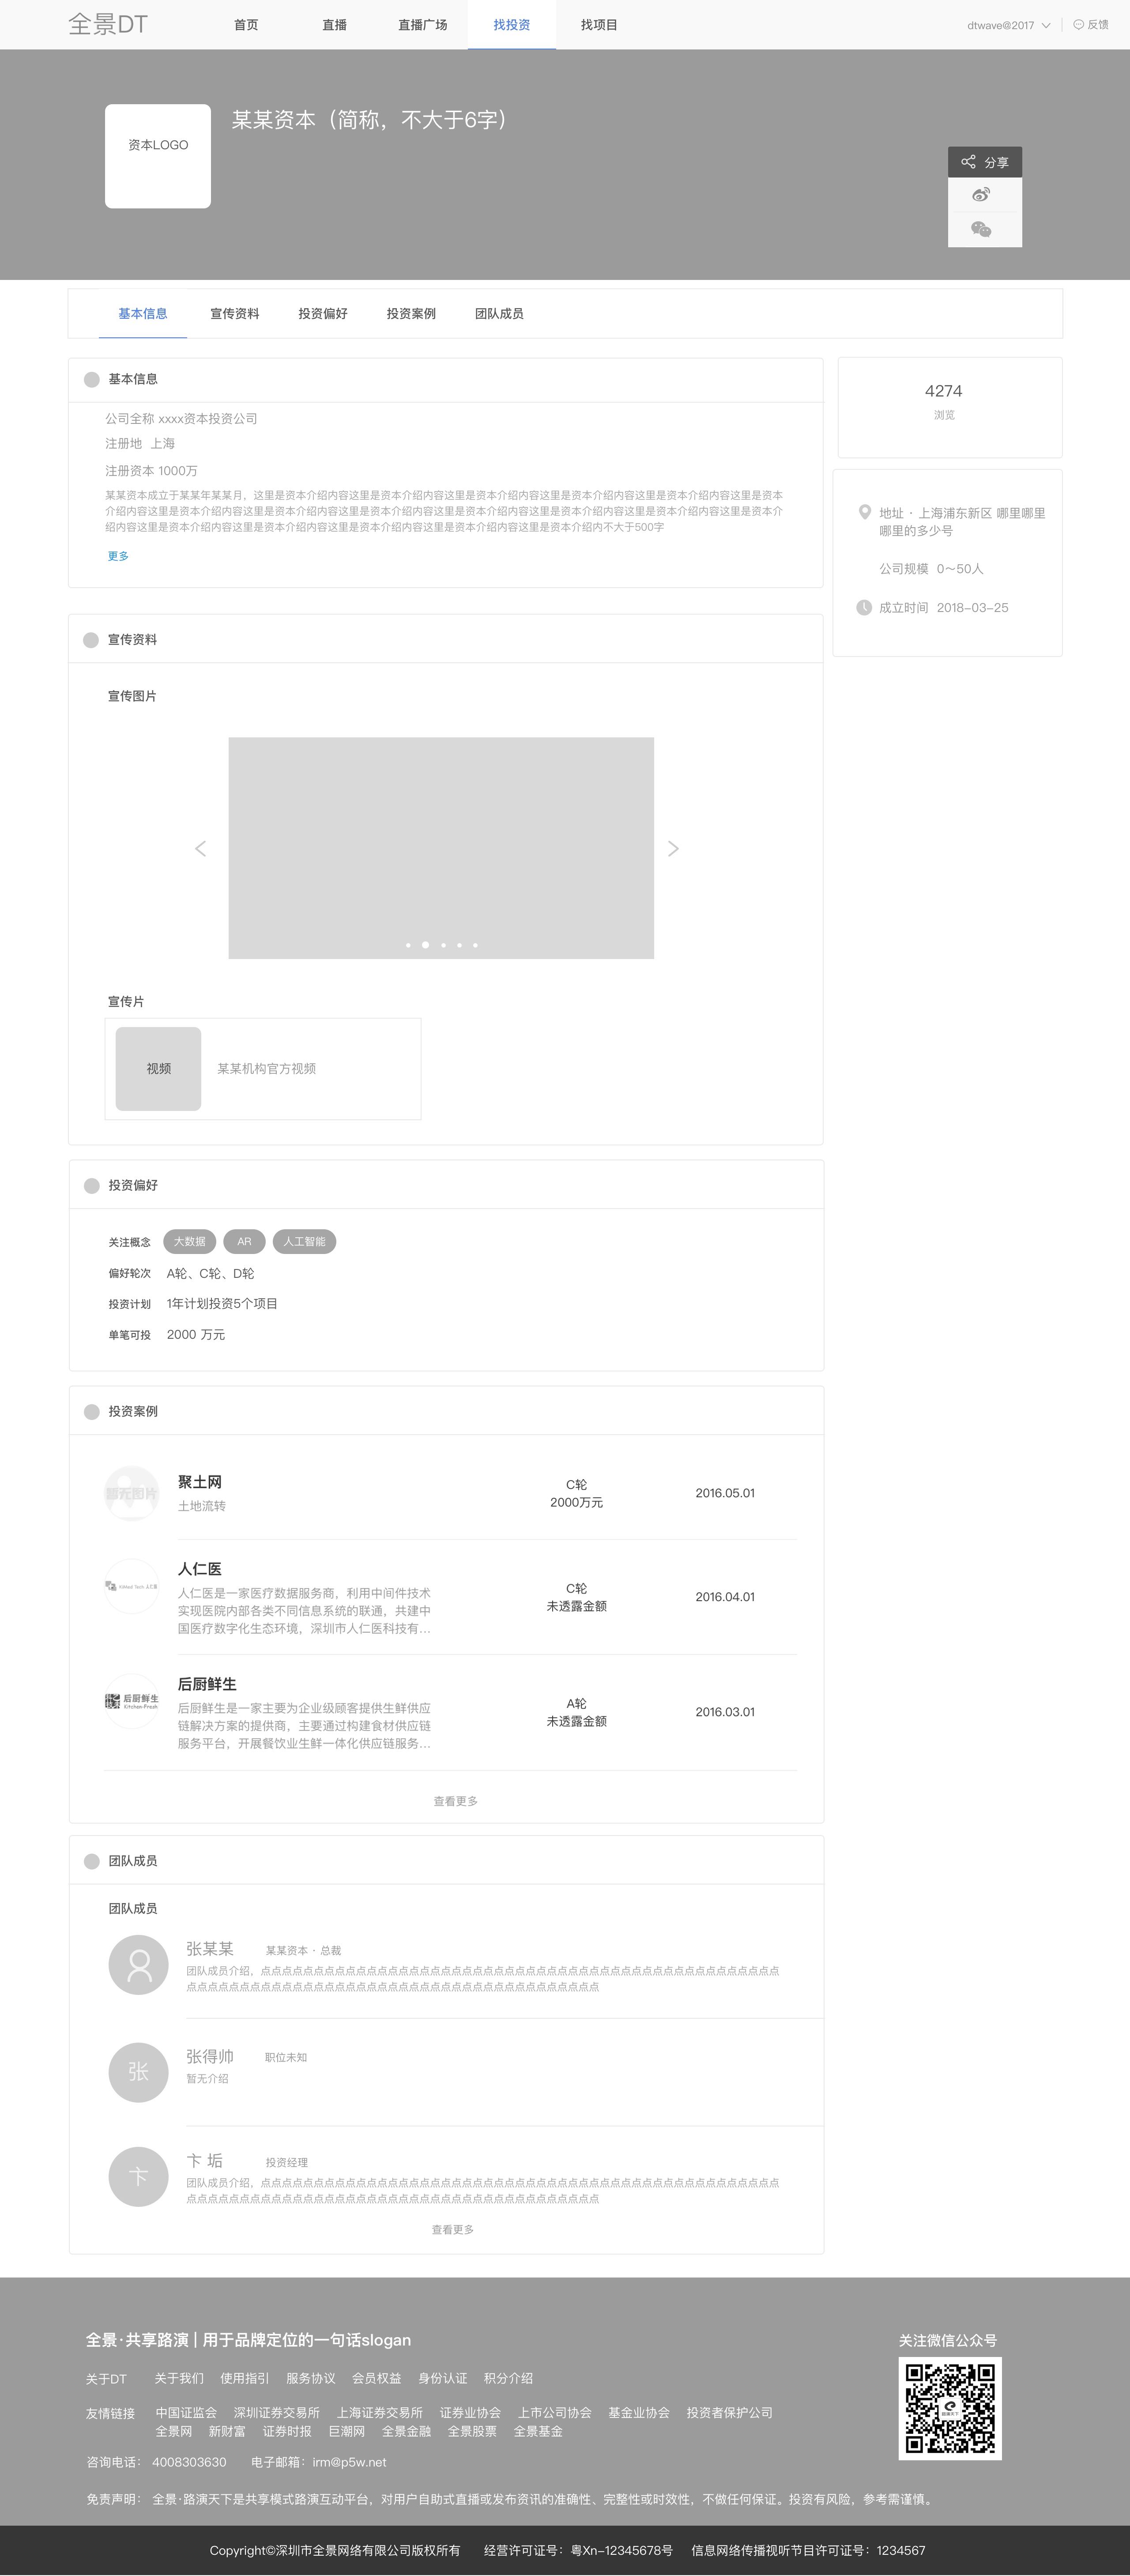 全景DT
首页 直播 直播广场 找投资 找项目
dtwave@2017 反馈
资本LOGO
某某资本（简称，不大于6字）
分享
基本信息 宣传资料 投资偏好 投资案例 团队成员
基本信息
公司全称 xxxx资本投资公司
注册地 上海
注册资本 1000万
某某资本成立于某某年某某月，这里是资本介绍内容这里是资本介绍内容这里是资本介绍内容这里是资本介绍内容这里是资本介绍内容这里是资本
介绍内容这里是资本介绍内容这里是资本介绍内容这里是资本介绍内容这里是资本介绍内容这里是资本介绍内容这里是资本介绍内容这里是资本介
绍内容这里是资本介绍内容这里是资本介绍内容这里是资本介绍内容这里是资本介绍内容这里是资本介绍内不大于500字
更多
4274
浏览
地址 · 上海浦东新区 哪里哪里
哪里的多少号
公司规模 0～50人
成立时间 2018-03-25
宣传资料
宣传图片
宣传片
视频
某某机构官方视频
投资偏好
关注概念 大数据 AR 人工智能
偏好轮次 A轮、C轮、D轮
投资计划 1年计划投资5个项目
单笔可投 2000 万元
投资案例
暂无图片
聚土网
土地流转
C轮
2000万元
2016.05.01
人仁医
人仁医是一家医疗数据服务商，利用中间件技术
实现医院内部各类不同信息系统的联通，共建中
国医疗数字化生态环境，深圳市人仁医科技有...
C轮
未透露金额
2016.04.01
后厨鲜生
Kitchen-Fresh
后厨鲜生
后厨鲜生是一家主要为企业级顾客提供生鲜供应
链解决方案的提供商，主要通过构建食材供应链
服务平台，开展餐饮业生鲜一体化供应链服务...
A轮
未透露金额
2016.03.01
查看更多
团队成员
团队成员
张某某 某某资本 · 总裁
团队成员介绍，点点点点点点点点点点点点点点点点点点点点点点点点点点点点点点点点点点点点点点点点点点点点点点点点点
点点点点点点点点点点点点点点点点点点点点点点点点点点点点点点点点点点点点点点点
张
张得帅 职位未知
暂无介绍
卞
卞 垢 投资经理
团队成员介绍，点点点点点点点点点点点点点点点点点点点点点点点点点点点点点点点点点点点点点点点点点点点点点点点点点
点点点点点点点点点点点点点点点点点点点点点点点点点点点点点点点点点点点点点点点
查看更多
全景·共享路演 | 用于品牌定位的一句话slogan
关于DT 关于我们 使用指引 服务协议 会员权益 身份认证 积分介绍
友情链接 中国证监会 深圳证券交易所 上海证券交易所 证券业协会 上市公司协会 基金业协会 投资者保护公司
全景网 新财富 证券时报 巨潮网 全景金融 全景股票 全景基金
咨询电话： 4008303630 电子邮箱：irm@p5w.net
免责声明： 全景·路演天下是共享模式路演互动平台，对用户自助式直播或发布资讯的准确性、完整性或时效性，不做任何保证。投资有风险，参考需谨慎。
关注微信公众号
路演天下
Copyright©深圳市全景网络有限公司版权所有 经营许可证号：粤Xn-12345678号 信息网络传播视听节目许可证号：1234567